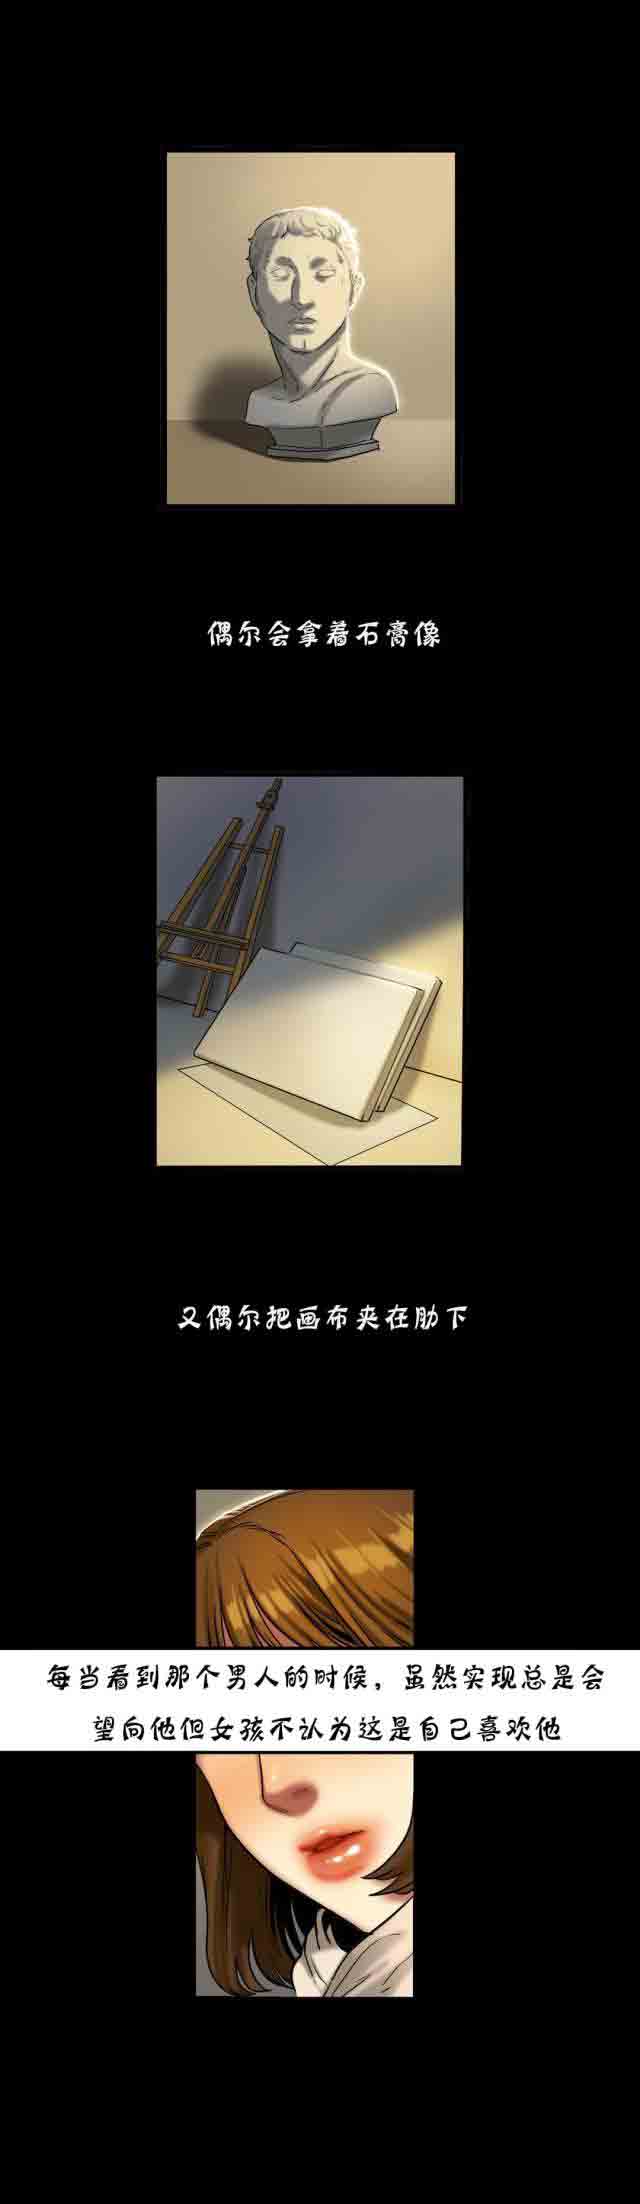 偶尔会拿着石膏像
又偶尔把画布夹在肋下
每当看到那个男人的时候，虽然实现总是会
望向他但女孩不认为这是自己喜欢他